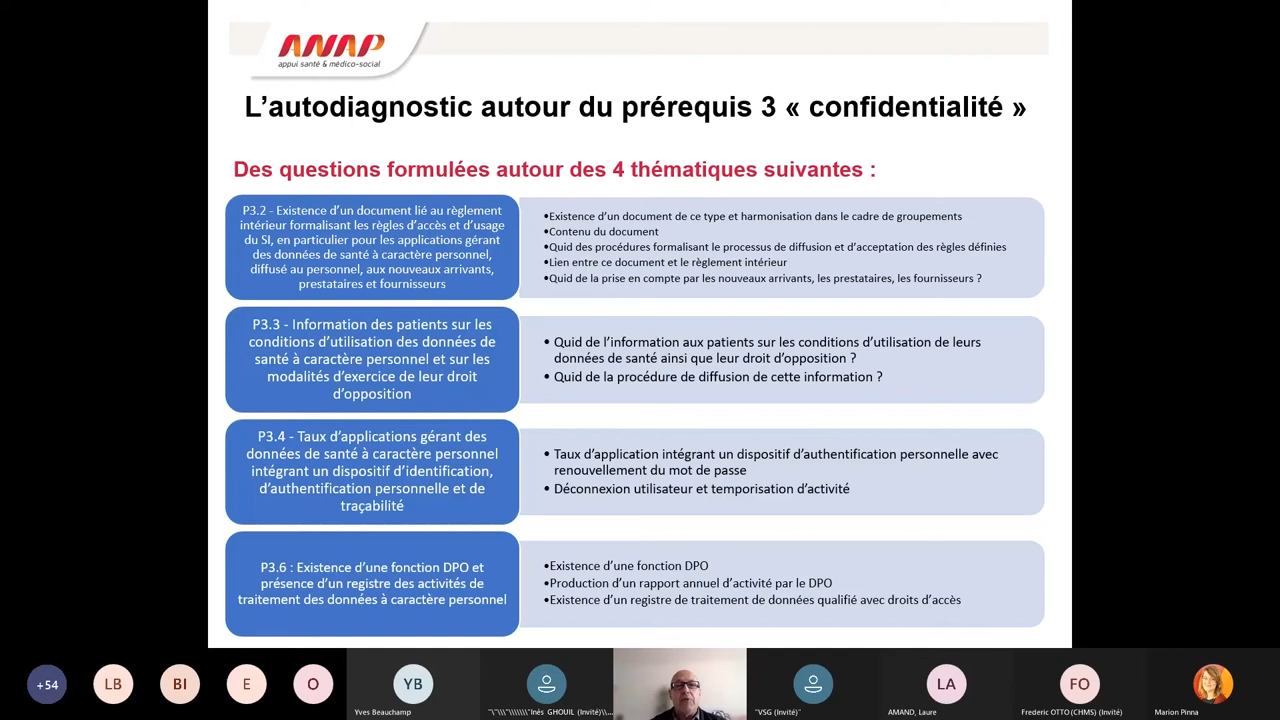 ANAP
appui santé & médico-social
L'autodiagnostic autour du prérequis 3 « confidentialité »
Des questions formulées autour des 4 thématiques suivantes :
P3.2 - Existence d'un document lié au règlement
intérieur formalisant les règles d'accès et d'usage
du SI, en particulier pour les applications gérant
des données de santé à caractère personnel,
diffusé au personnel, aux nouveaux arrivants,
prestataires et fournisseurs
•Existence d'un document de ce type et harmonisation dans le cadre de groupements
•Contenu du document
•Quid des procédures formalisant le processus de diffusion et d'acceptation des règles définies
•Lien entre ce document et le règlement intérieur
•Quid de la prise en compte par les nouveaux arrivants, les prestataires, les fournisseurs ?
P3.3 - Information des patients sur les
conditions d'utilisation des données de
santé à caractère personnel et sur les
modalités d'exercice de leur droit
d'opposition
• Quid de l'information aux patients sur les conditions d'utilisation de leurs
données de santé ainsi que leur droit d'opposition ?
• Quid de la procédure de diffusion de cette information ?
P3.4 - Taux d'applications gérant des
données de santé à caractère personnel
intégrant un dispositif d'identification,
d'authentification personnelle et de
traçabilité
• Taux d'application intégrant un dispositif d'authentification personnelle avec
renouvellement du mot de passe
• Déconnexion utilisateur et temporisation d'activité
P3.6 : Existence d'une fonction DPO et
présence d'un registre des activités de
traitement des données à caractère personnel
•Existence d'une fonction DPO
•Production d'un rapport annuel d'activité par le DPO
•Existence d'un registre de traitement de données qualifié avec droits d'accès
+54
LB
BI
E
O
YB
LA
FO
Yves Beauchamp
"\"\\\"\\\\\\\"Inès GHOUIL (Invité)\\...
"VSG (Invité)"
AMAND, Laure
Frederic OTTO(CHMS) (Invité)
Marion Pinna